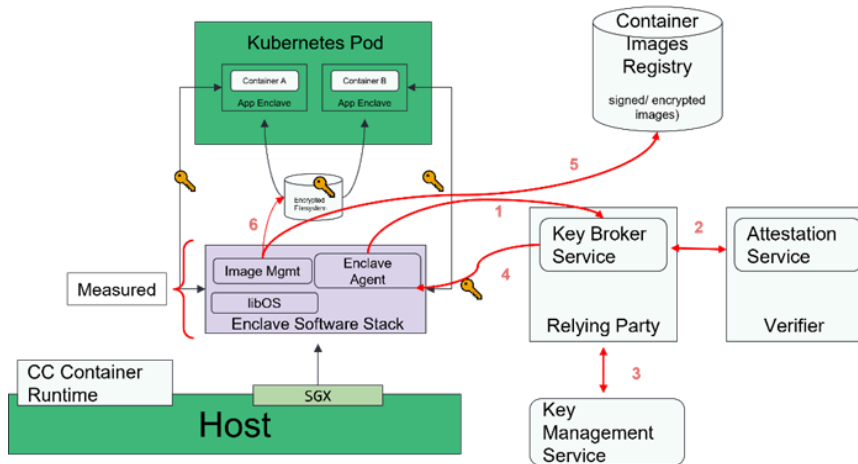 Kubernetes Pod
Container A
App Enclave
Container B
App Enclave
Container
Images
Registry
signed/ encrypted
images)
5
Encrypted
Filesystem
6
1
Key Broker
Service
2
Attestation
Service
4
Image Mgmt
Enclave
Agent
libOS
Enclave Software Stack
Measured
Relying Party
Verifier
3
CC Container
Runtime
SGX
Host
Key
Management
Service